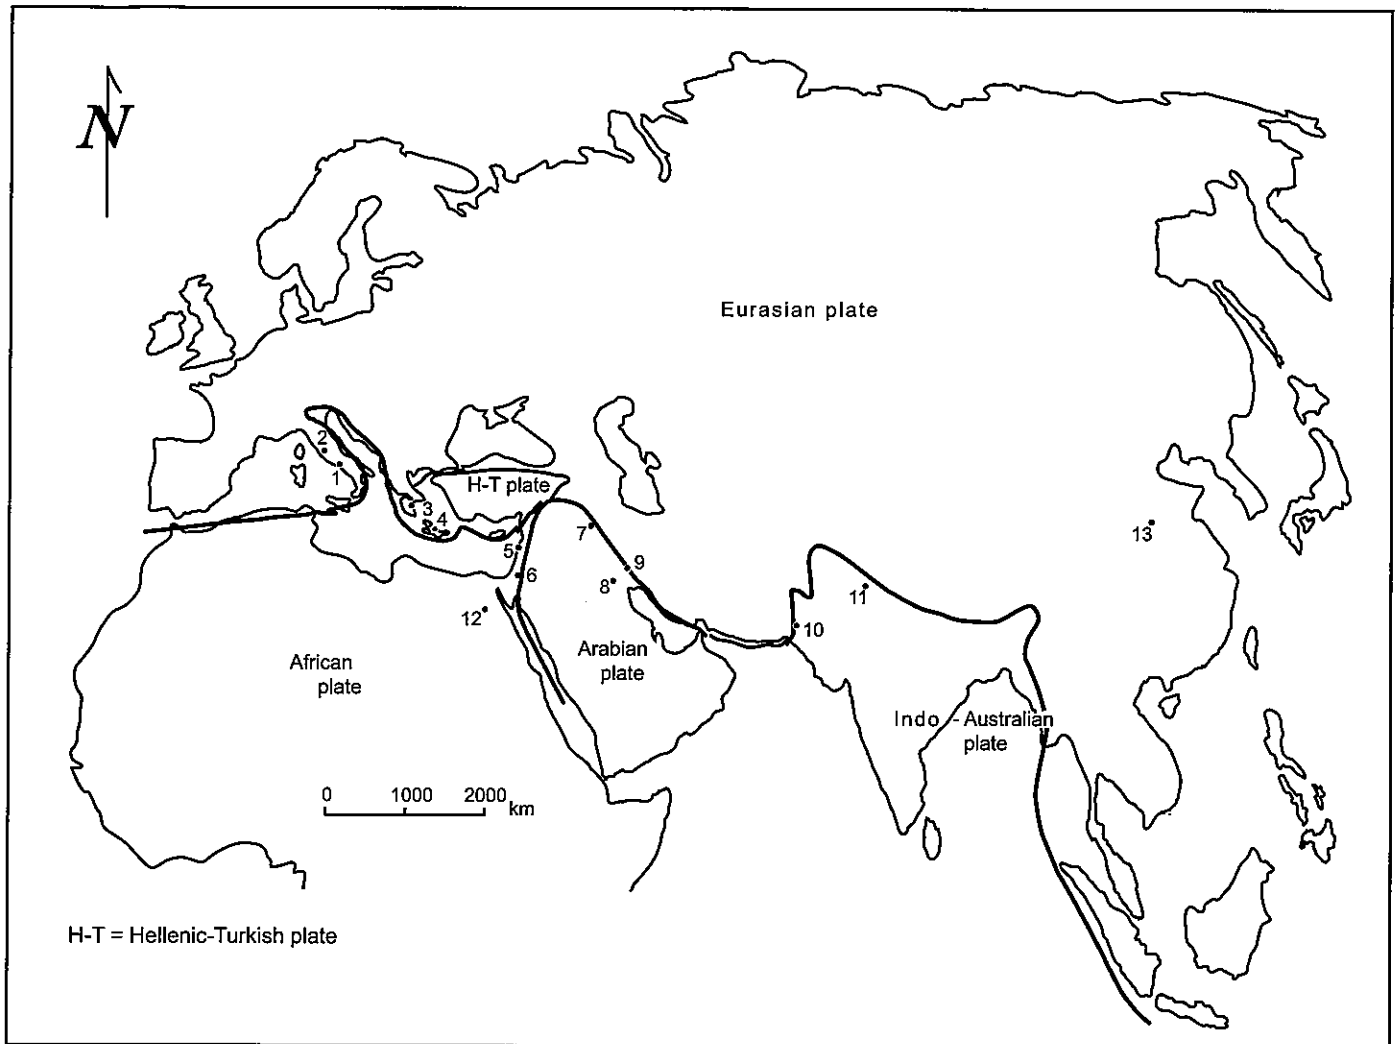 N
Eurasian plate
2
1
H-T plate
3
4
5
6
7
8
9
10
11
12
13
African
plate
Arabian
plate
Indo - Australian
plate
0 1000 2000 km
H-T = Hellenic-Turkish plate